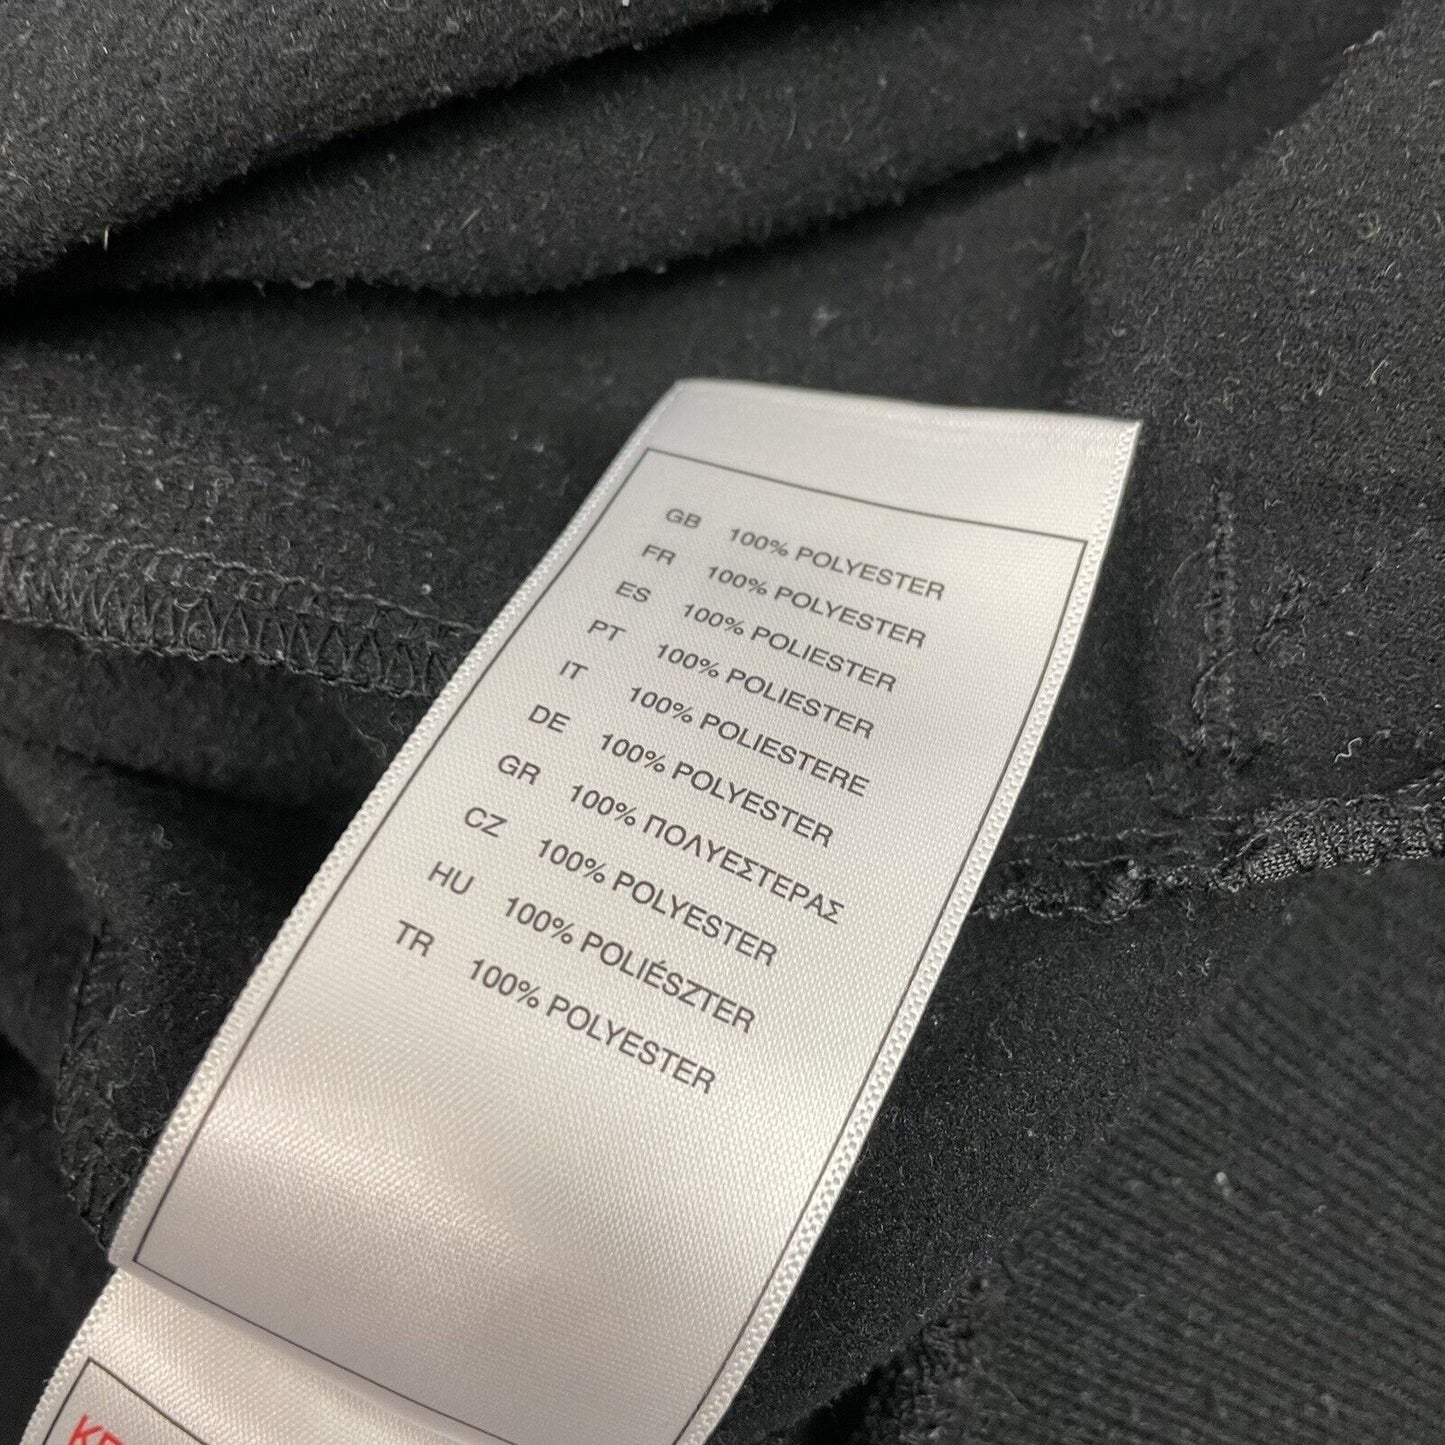 GB 100% POLYESTER
FR 100% POLYESTER
ES 100% POLIESTER
PT 100% POLIESTER
IT 100% POLIESTERE
DE 100% POLYESTER
GR 100% ΠΟΛΥΕΣΤΕΡΑΣ
CZ 100% POLYESTER
HU 100% POLIÉSZTER
TR 100% POLYESTER